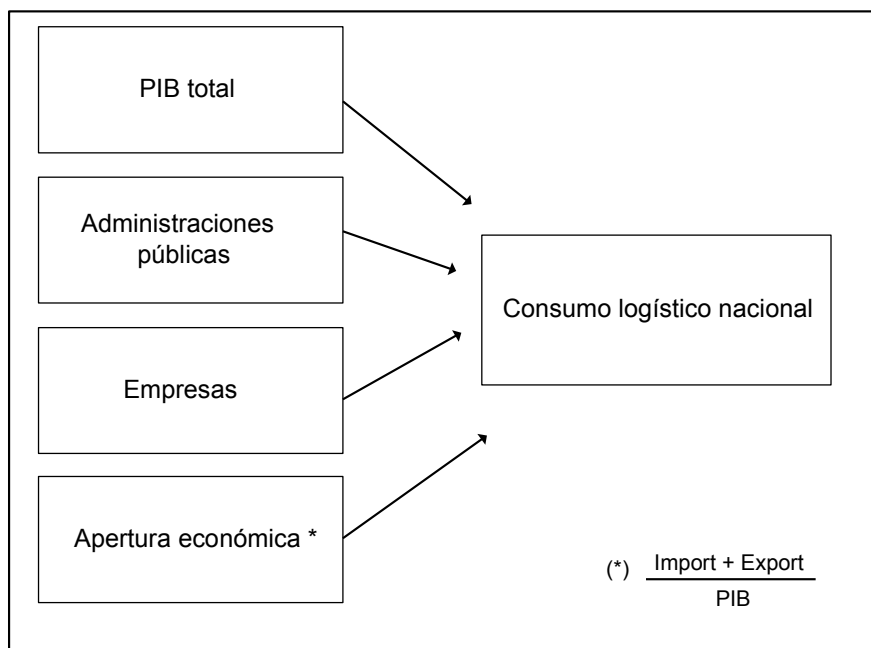 PIB total
Administraciones
públicas
Empresas
Apertura económica *
Consumo logístico nacional
(*) Import + Export
PIB